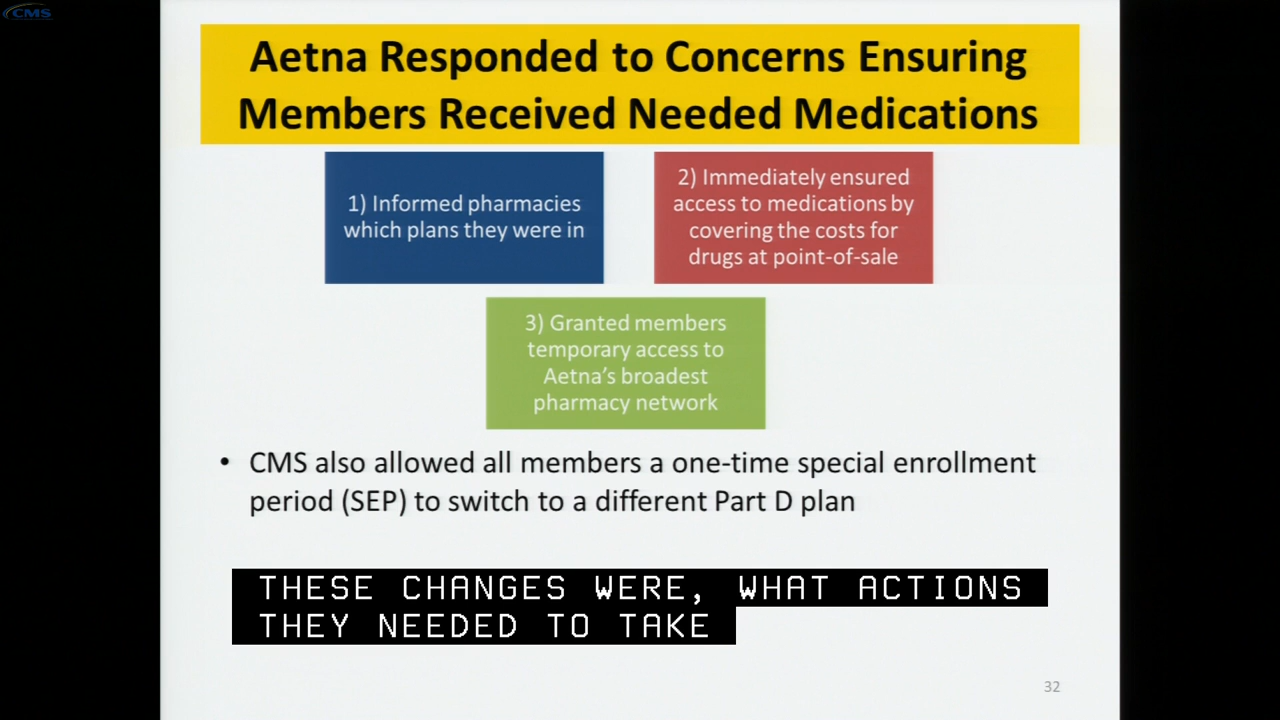 CMS
Aetna Responded to Concerns Ensuring
Members Received Needed Medications
1) Informed pharmacies
which plans they were in
2) Immediately ensured
access to medications by
covering the costs for
drugs at point-of-sale
3) Granted members
temporary access to
Aetna’s broadest
pharmacy network
• CMS also allowed all members a one-time special enrollment
period (SEP) to switch to a different Part D plan
THESE CHANGES WERE, WHAT ACTIONS
THEY NEEDED TO TAKE
32